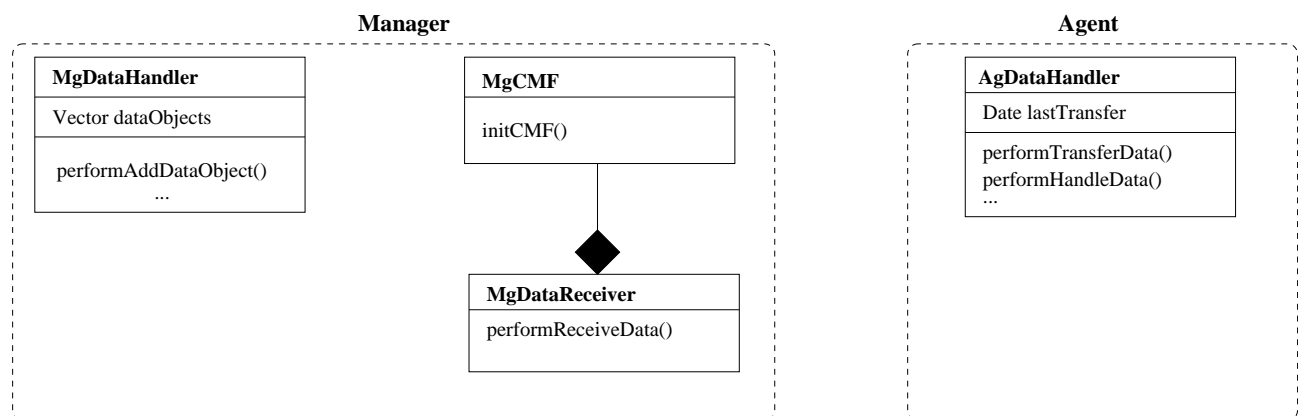 Manager
Agent
MgDataHandler
Vector dataObjects
performAddDataObject()
...
MgCMF
initCMF()
MgDataReceiver
performReceiveData()
AgDataHandler
Date lastTransfer
performTransferData()
performHandleData()
...